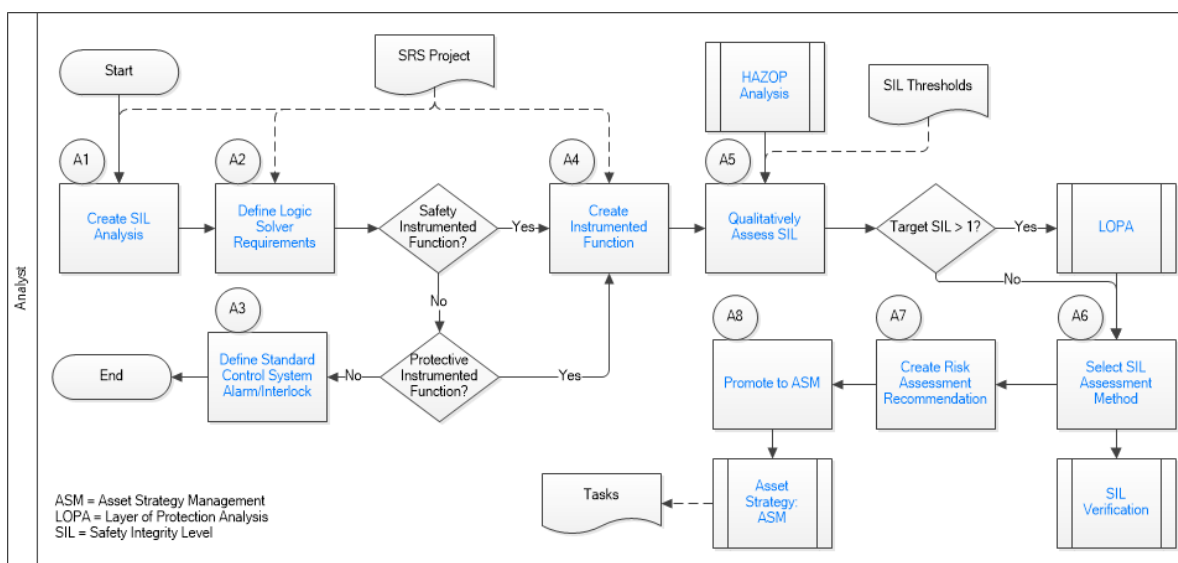 Start
SRS Project
HAZOP
Analysis
SIL Thresholds
A1
A2
A4
A5
Create SIL
Analysis
Define Logic
Solver
Requirements
Safety
Instrumented
Function?
Yes
Create
Instrumented
Function
Qualitatively
Assess SIL
Target SIL > 1?
Yes
LOPA
No
No
Analyst
A3
A8
A7
A6
End
Define Standard
Control System
Alarm/Interlock
No
Protective
Instrumented
Function?
Yes
Promote to ASM
Create Risk
Assessment
Recommendation
Select SIL
Assessment
Method
Tasks
Asset
Strategy:
ASM
SIL
Verification
ASM = Asset Strategy Management
LOPA = Layer of Protection Analysis
SIL = Safety Integrity Level